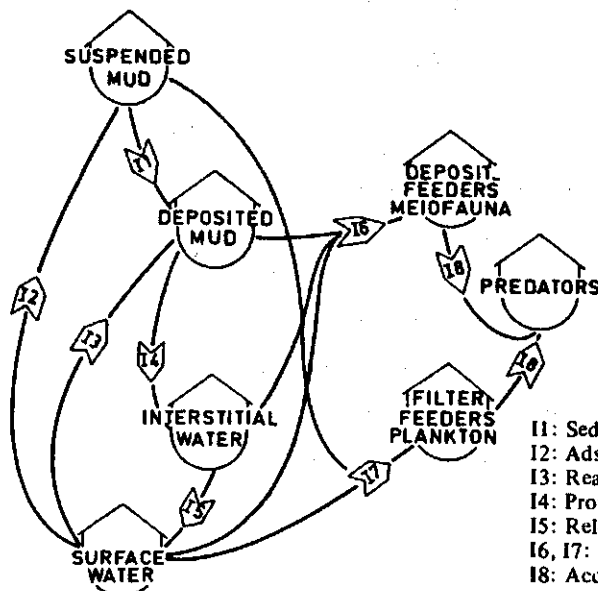 SUSPENDED
MUD
I1
DEPOSITED
MUD
I6
DEPOSIT
FEEDERS
MEIOFAUNA
I8
PREDATORS
I2
I3
I4
INTERSTITIAL
WATER
FILTER
FEEDERS
PLANKTON
I8
I7
I5
SURFACE
WATER
I1: Sed
I2: Ads
I3: Rea
I4: Pro
I5: Rel
I6, I7:
I8: Acc